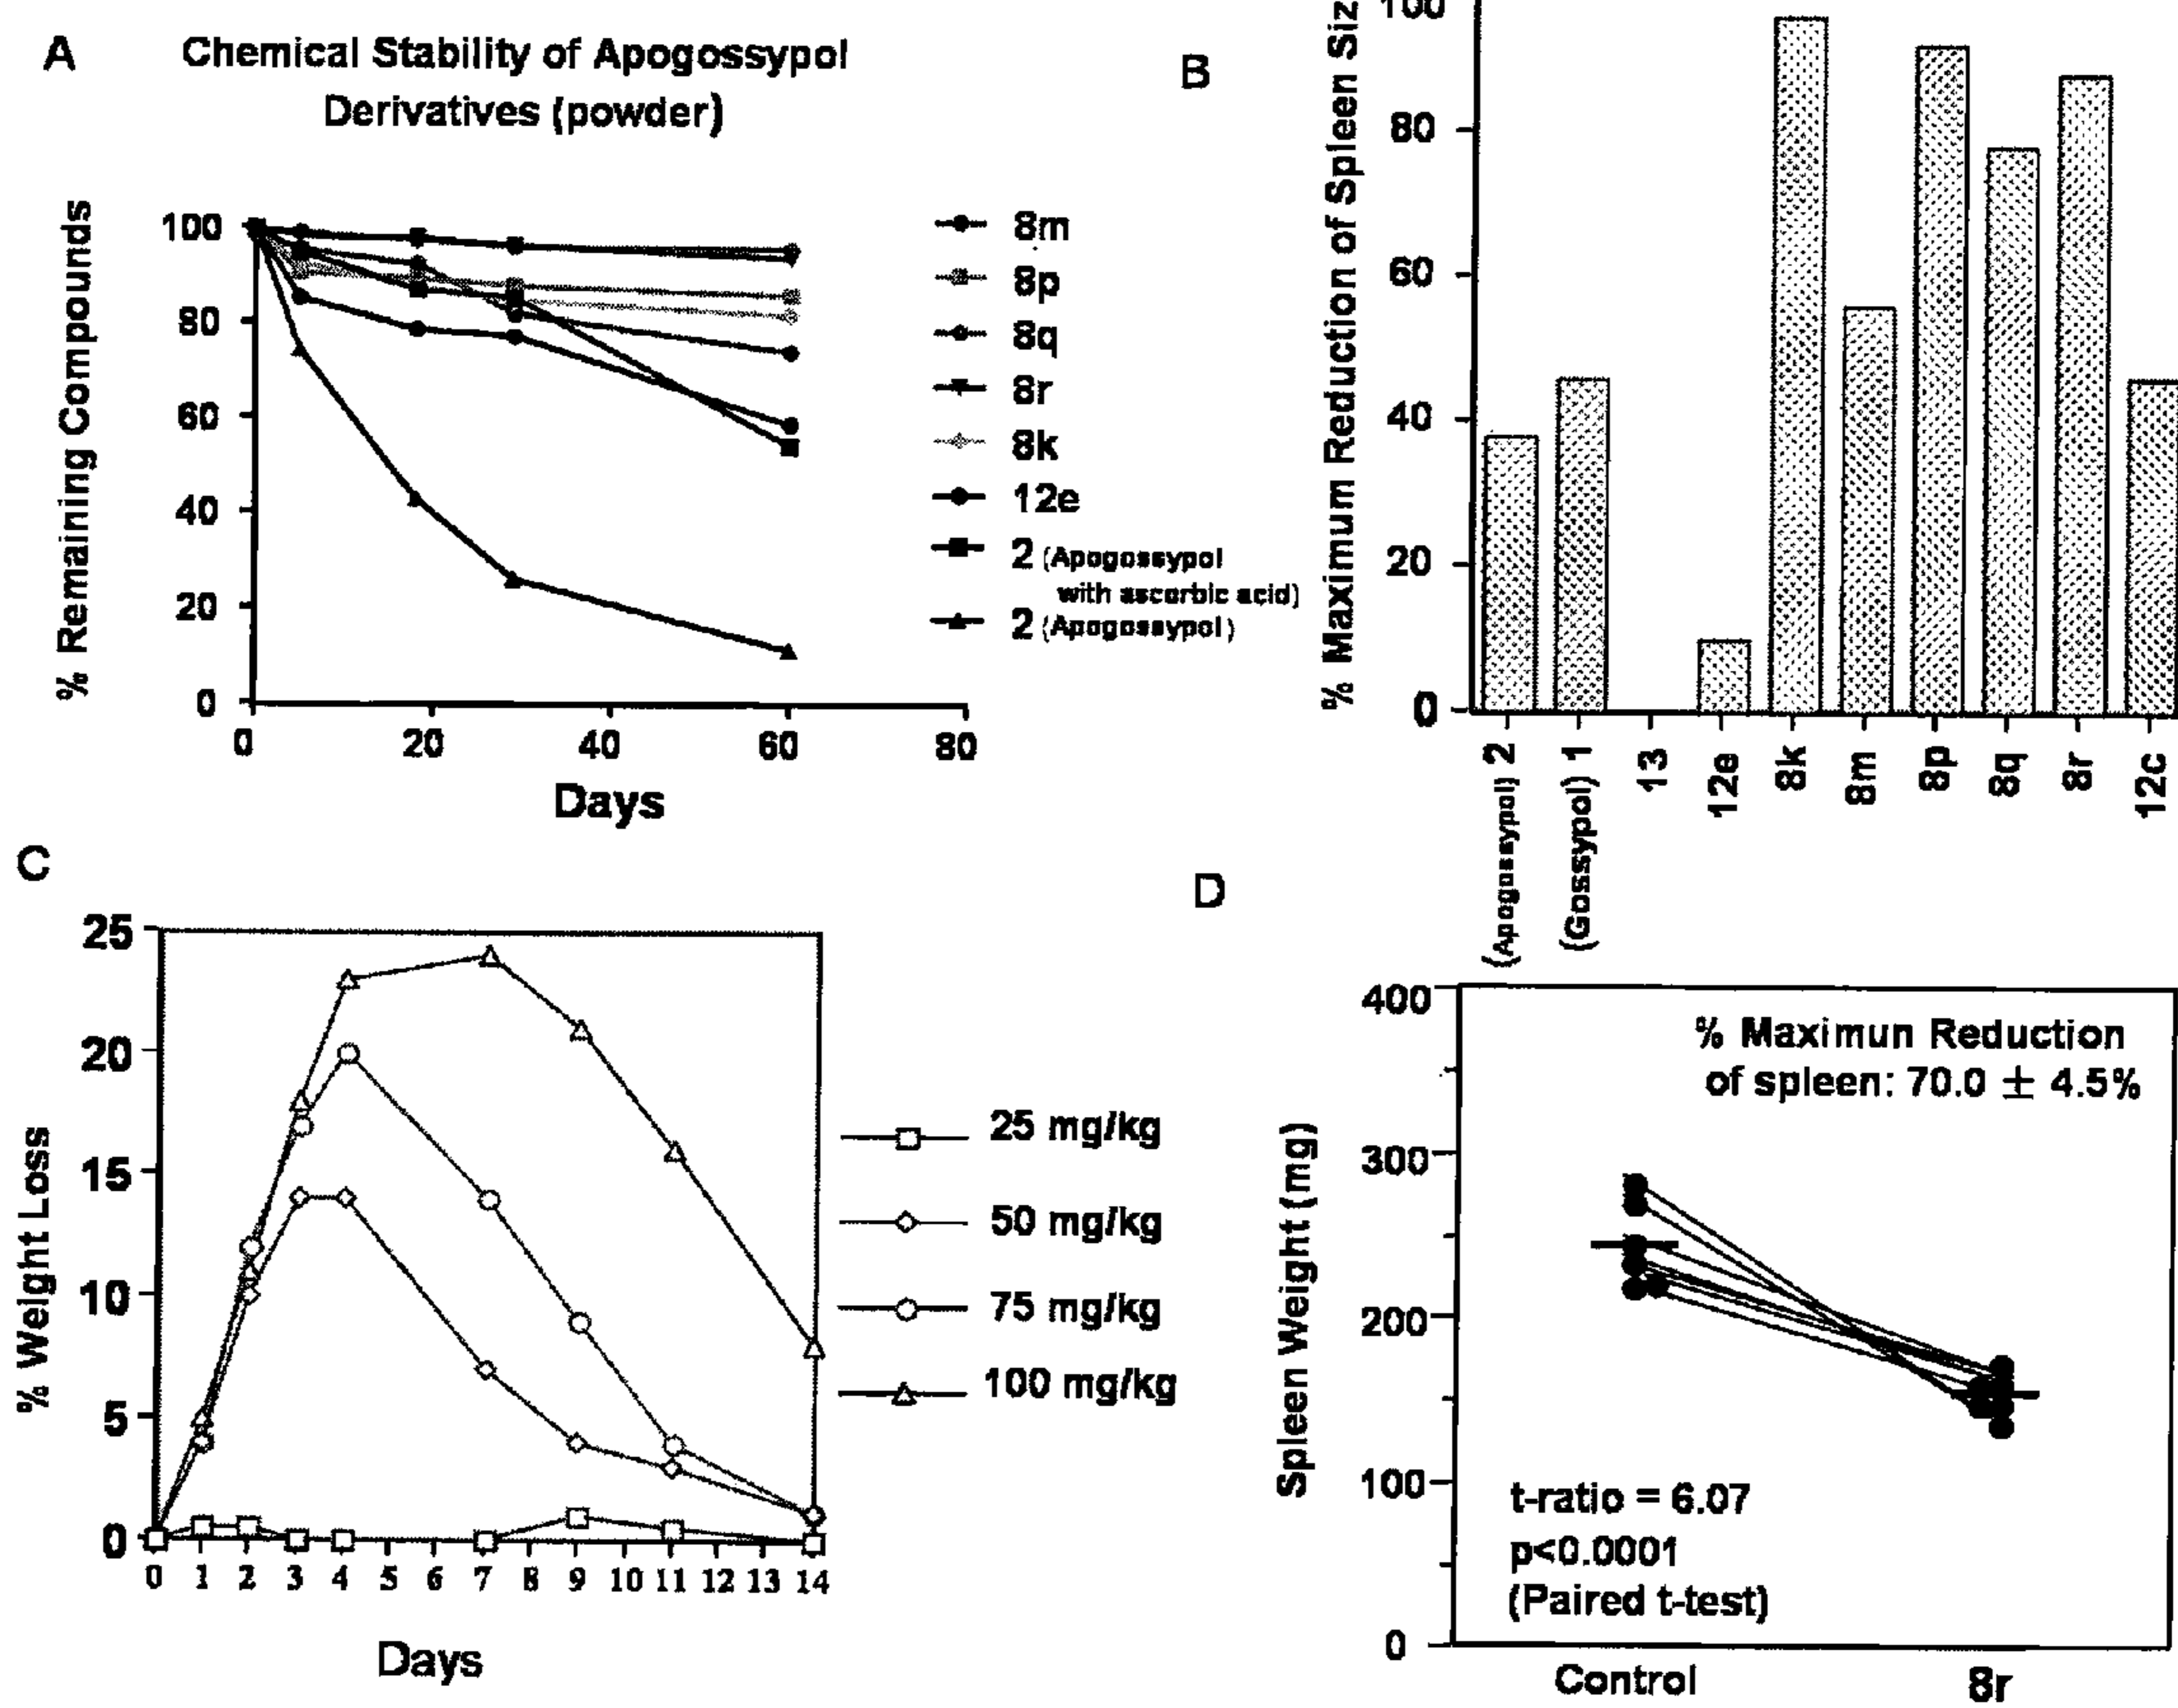 A
Chemical Stability of Apogossypol
Derivatives (powder)
% Remaining Compounds
100
80
60
40
20
0
0 20 40 60 80
Days
8m
8p
8q
8r
8k
12e
2 (Apogossypol
with ascorbic acid)
2 (Apogossypol)
B
% Maximum Reduction of Spleen Siz
100
80
60
40
20
0
(Apogossypol) 2
(Gossypol) 1
13
12e
8k
8m
8p
8q
8r
12c
C
% Weight Loss
25
20
15
10
5
0
0 1 2 3 4 5 6 7 8 9 10 11 12 13 14
Days
25 mg/kg
50 mg/kg
75 mg/kg
100 mg/kg
D
Spleen Weight (mg)
400
300
200
100
0
% Maximun Reduction
of spleen: 70.0 ± 4.5%
t-ratio = 6.07
p<0.0001
(Paired t-test)
Control 8r